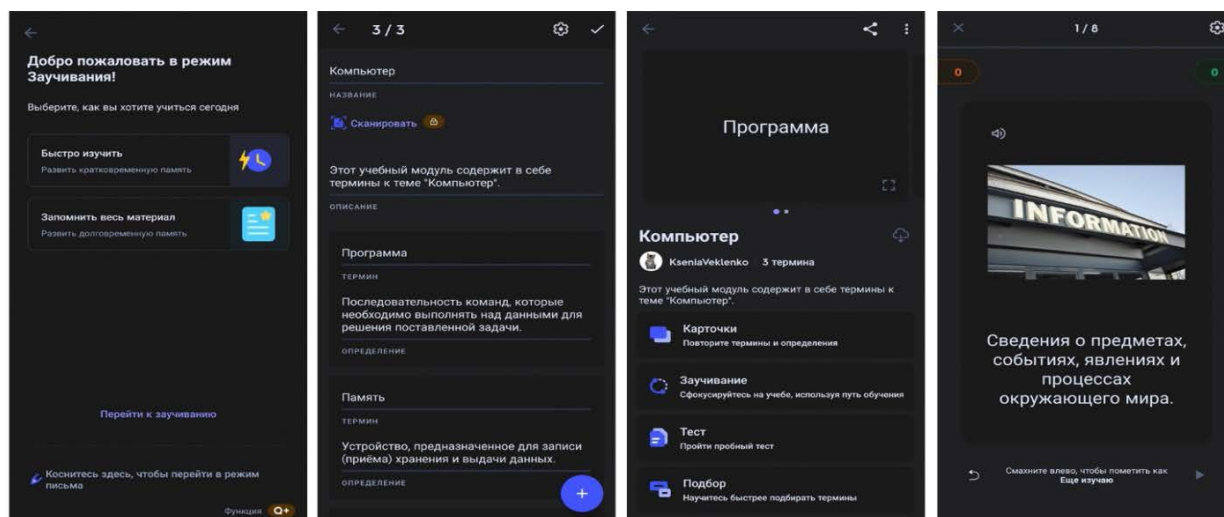 Добро пожаловать в режим
Заучивания!
Выберите, как вы хотите учиться сегодня
Быстро изучить
Развить кратковременную память
Запомнить весь материал
Развить долговременную память
Перейти к заучиванию
Коснитесь здесь, чтобы перейти в режим
письма
Функция Q+
3 / 3
Компьютер
НАЗВАНИЕ
Сканировать
Этот учебный модуль содержит в себе
термины к теме "Компьютер".
ОПИСАНИЕ
Программа
ТЕРМИН
Последовательность команд, которые
необходимо выполнять над данными для
решения поставленной задачи.
ОПРЕДЕЛЕНИЕ
Память
ТЕРМИН
Устройство, предназначенное для записи
(приёма) хранения и выдачи данных.
ОПРЕДЕЛЕНИЕ
Программа
Компьютер
KseniaVeklenko 3 термина
Этот учебный модуль содержит в себе термины к
теме "Компьютер".
Карточки
Повторите термины и определения
Заучивание
Сфокусируйтесь на учебе, используя путь обучения
Тест
Пройти пробный тест
Подбор
Научитесь быстрее подбирать термины
1 / 8
0
0
INFORMATION
Сведения о предметах,
событиях, явлениях и
процессах
окружающего мира.
Смахните влево, чтобы пометить как
Еще изучаю